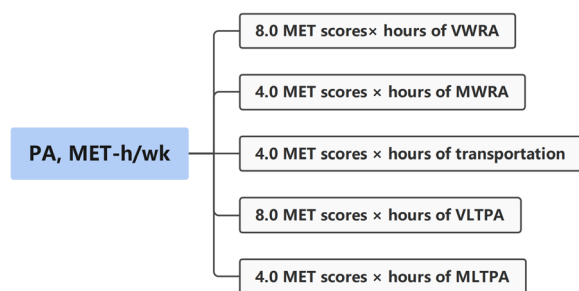 8.0 MET scores× hours of VWRA
4.0 MET scores × hours of MWRA
PA, MET-h/wk
4.0 MET scores × hours of transportation
8.0 MET scores × hours of VLTPA
4.0 MET scores × hours of MLTPA